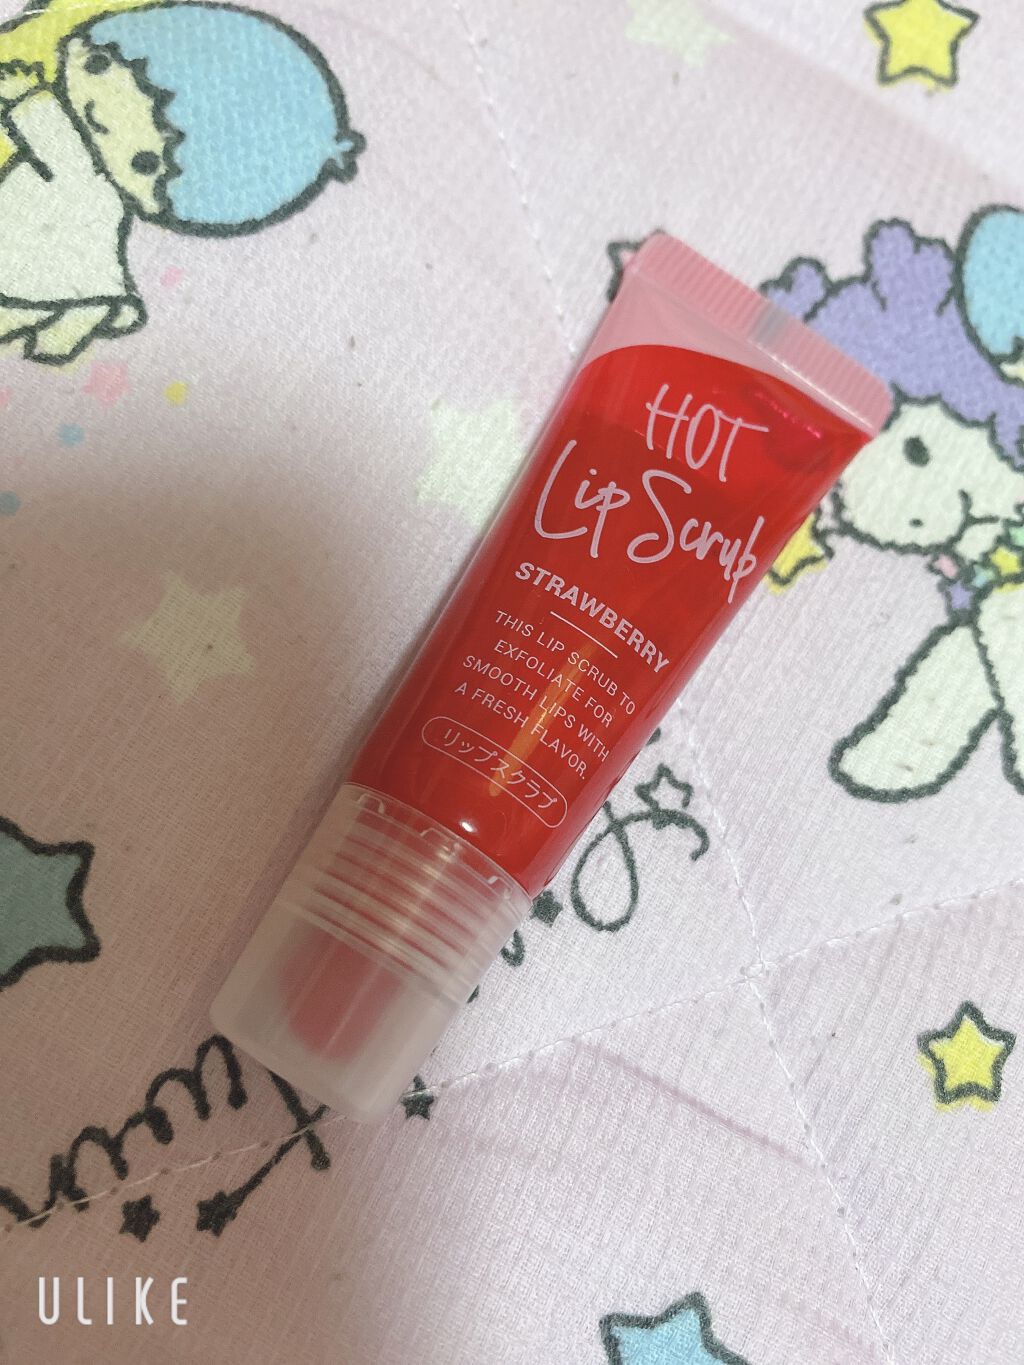 HOT
Lip Scrub
STRAWBERRY
THIS LIP SCRUB TO
EXFOLIATE FOR
SMOOTH LIPS WITH
A FRESH FLAVOR.
リップスクラブ
ULIKE